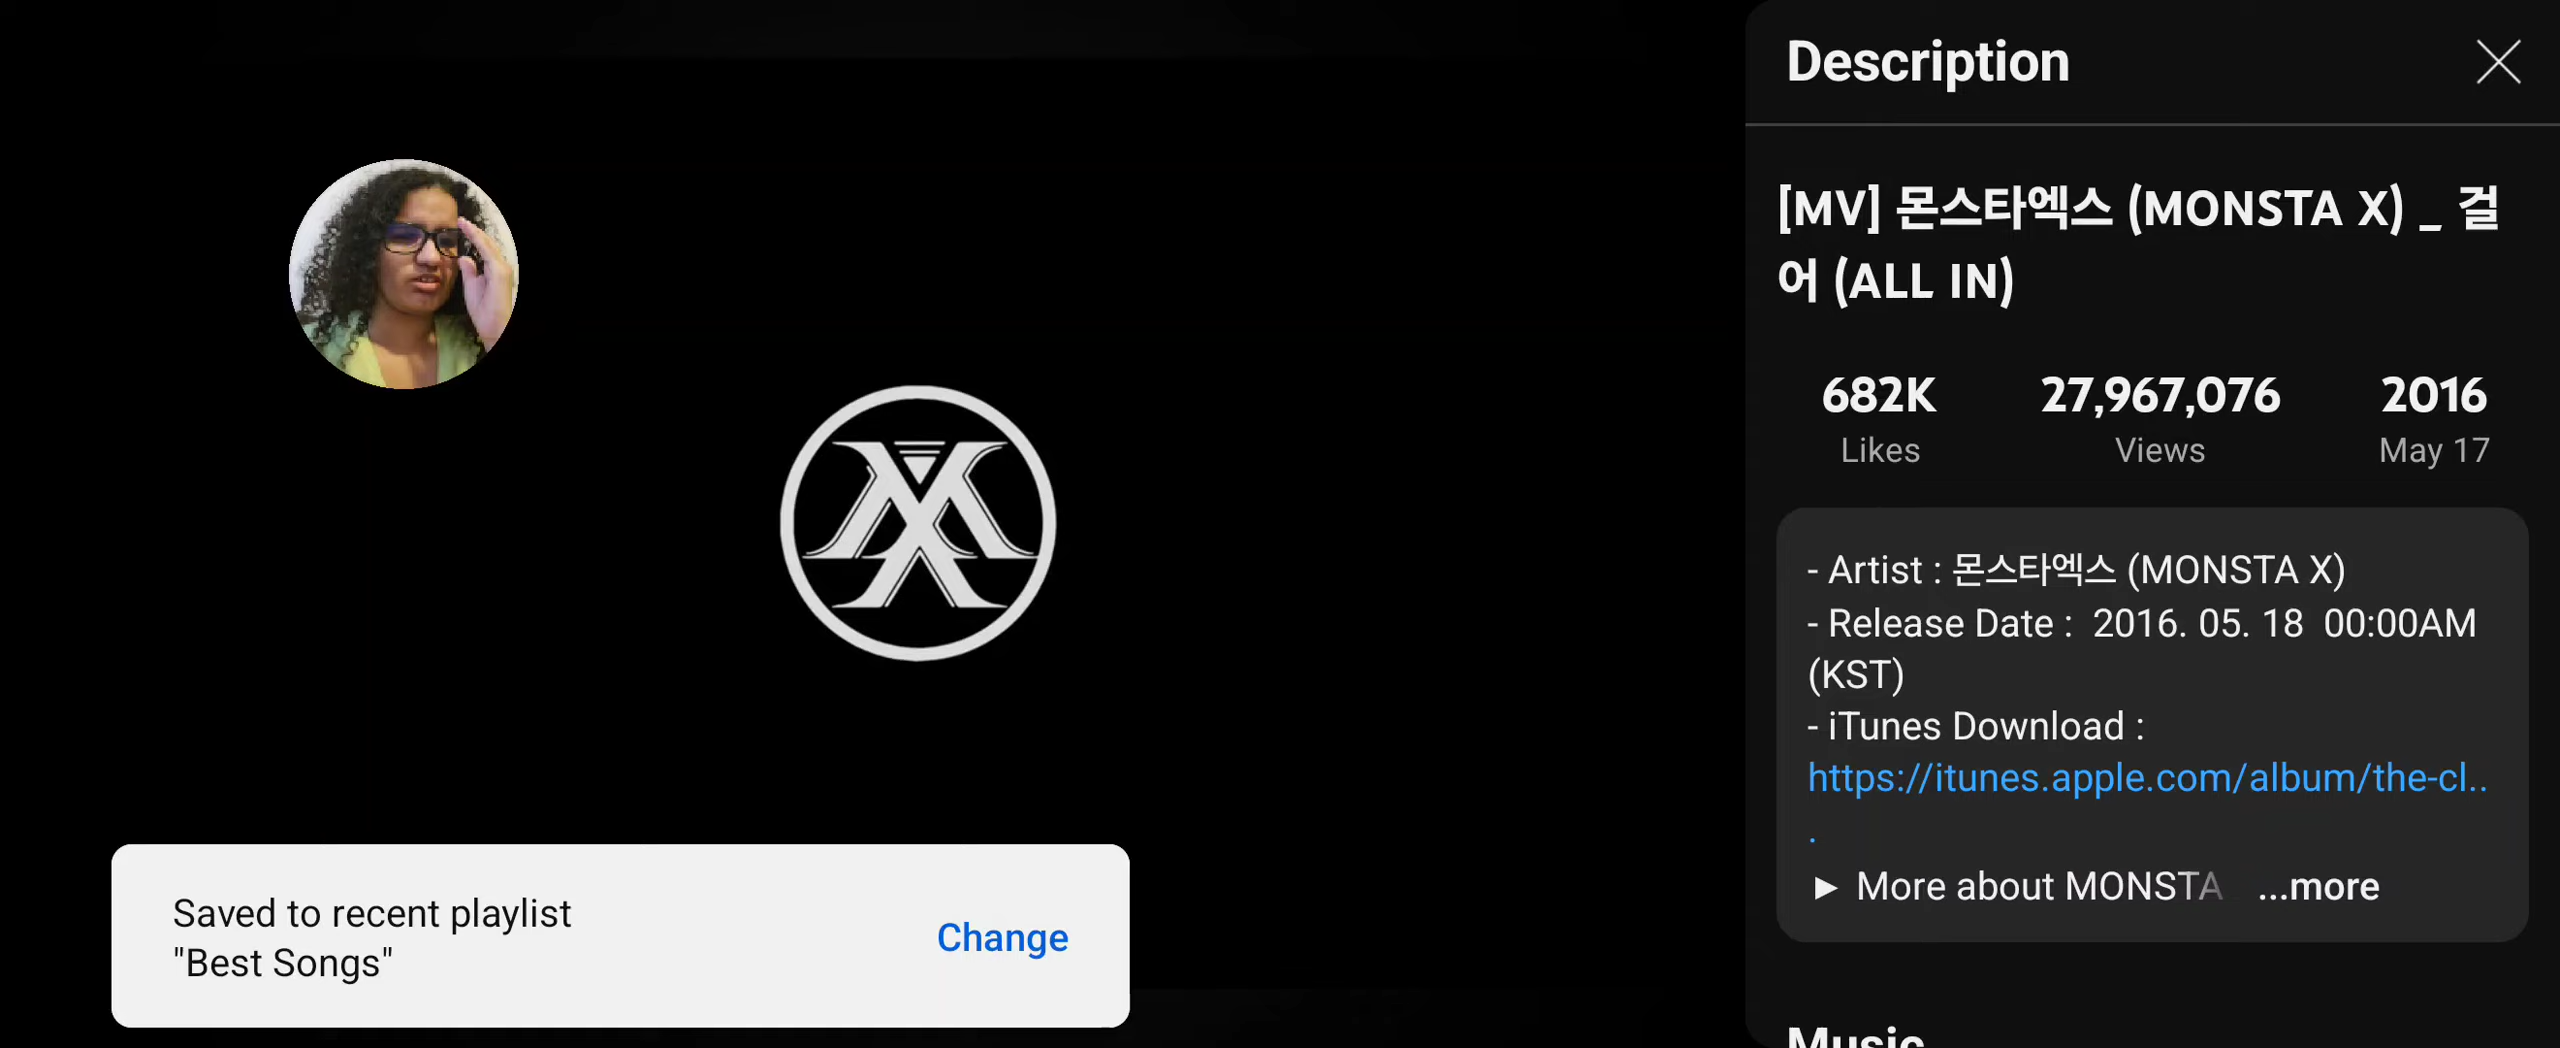 Description
[MV] 몬스타엑스 (MONSTA X) _ 걸
어 (ALL IN)
682K
Likes
27,967,076
Views
2016
May 17
- Artist : 몬스타엑스 (MONSTA X)
- Release Date :  2016. 05. 18  00:00AM
(KST)
- iTunes Download :
https://itunes.apple.com/album/the-cl..
.
► More about MONSTA ...more
Music
Saved to recent playlist
"Best Songs"
Change